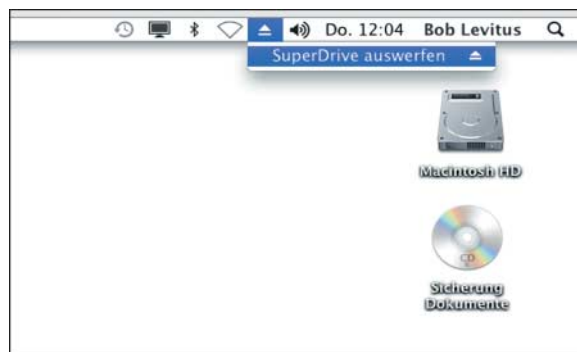 Do. 12:04 Bob Levitus
SuperDrive auswerfen
Macintosh HD
CD
Sicherung
Dokumente